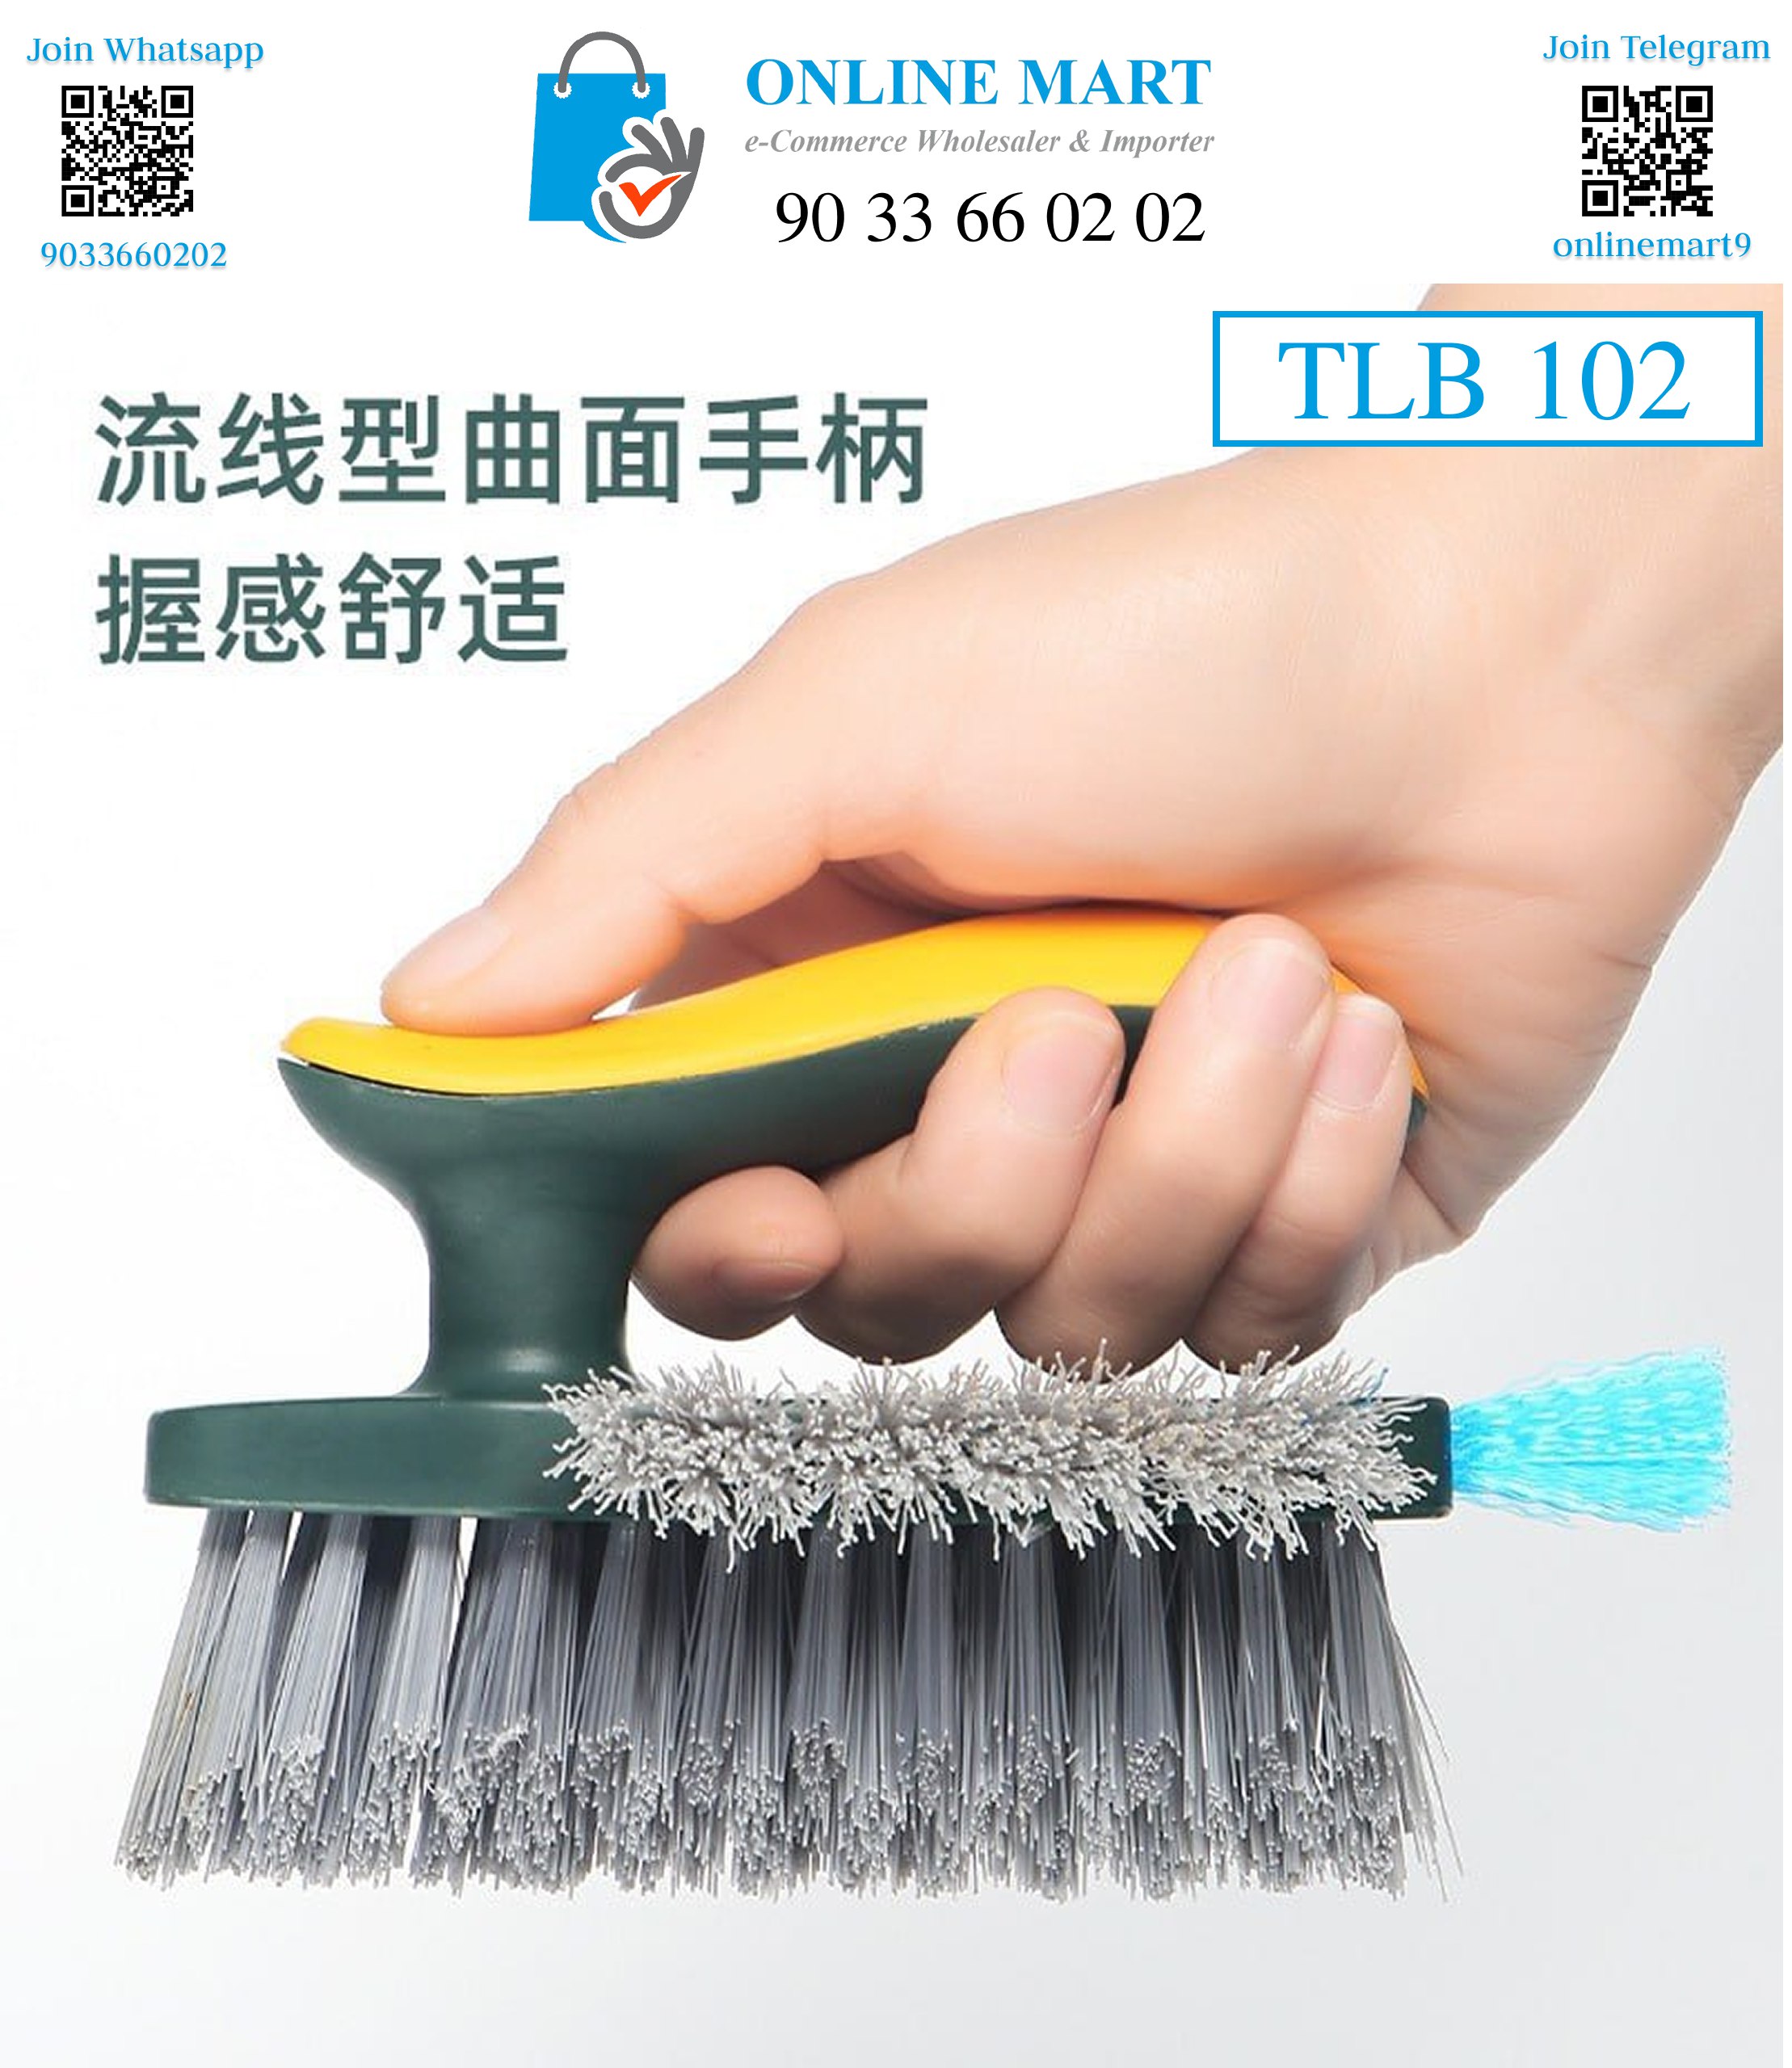 Join Whatsapp
9033660202
ONLINE MART
e-Commerce Wholesaler & Importer
90 33 66 02 02
Join Telegram
onlinemart9
TLB 102
流线型曲面手柄
握感舒适